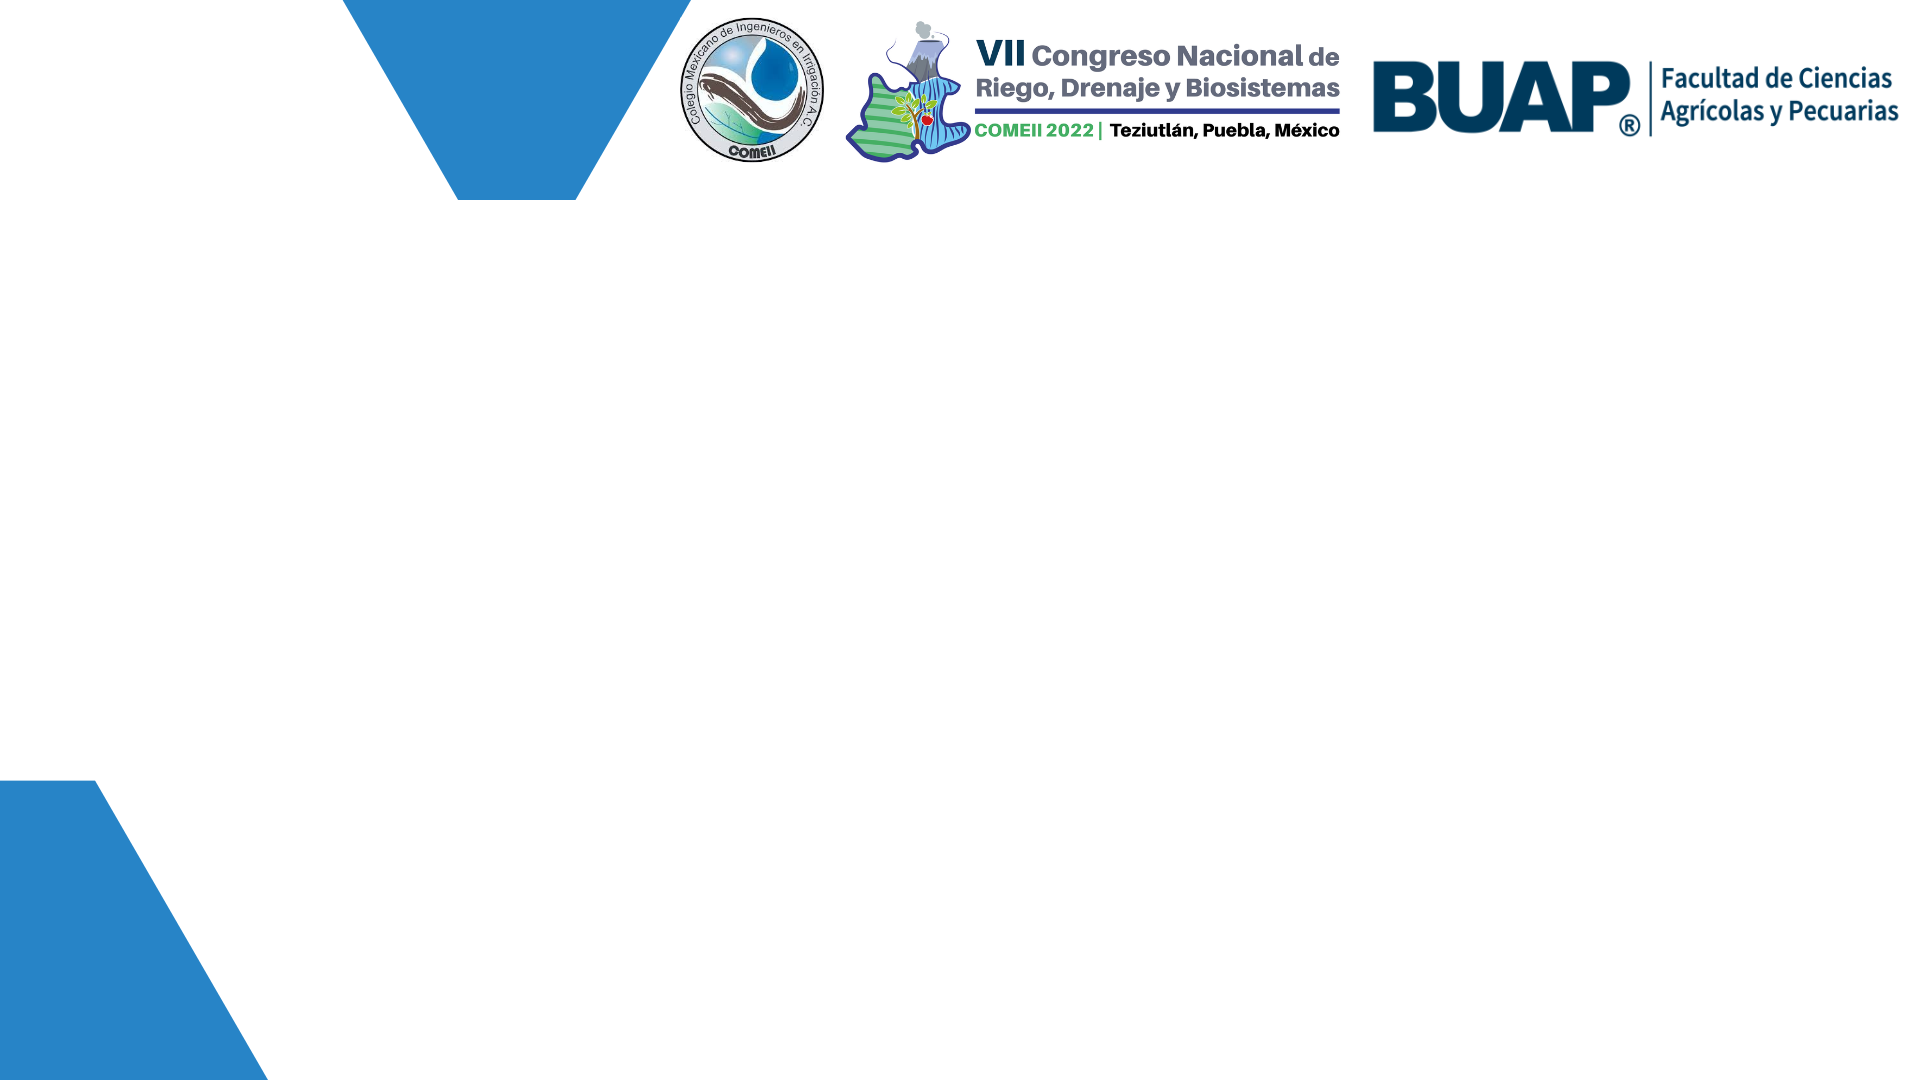 Colegio Mexicano de Ingenieros en Irrigación A.C.
COMEII
VII Congreso Nacional de
Riego, Drenaje y Biosistemas
COMEII 2022 | Teziutlán, Puebla, México
BUAP®
Facultad de Ciencias
Agrícolas y Pecuarias